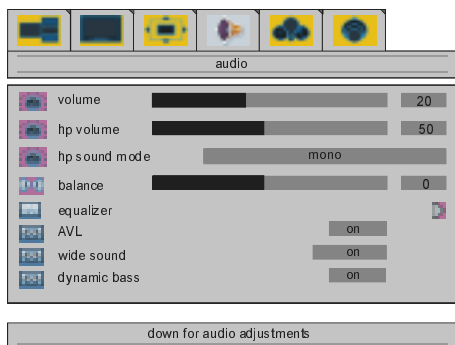 audio
volume 20
hp volume 50
hp sound mode mono
balance 0
equalizer
AVL on
wide sound on
dynamic bass on
down for audio adjustments